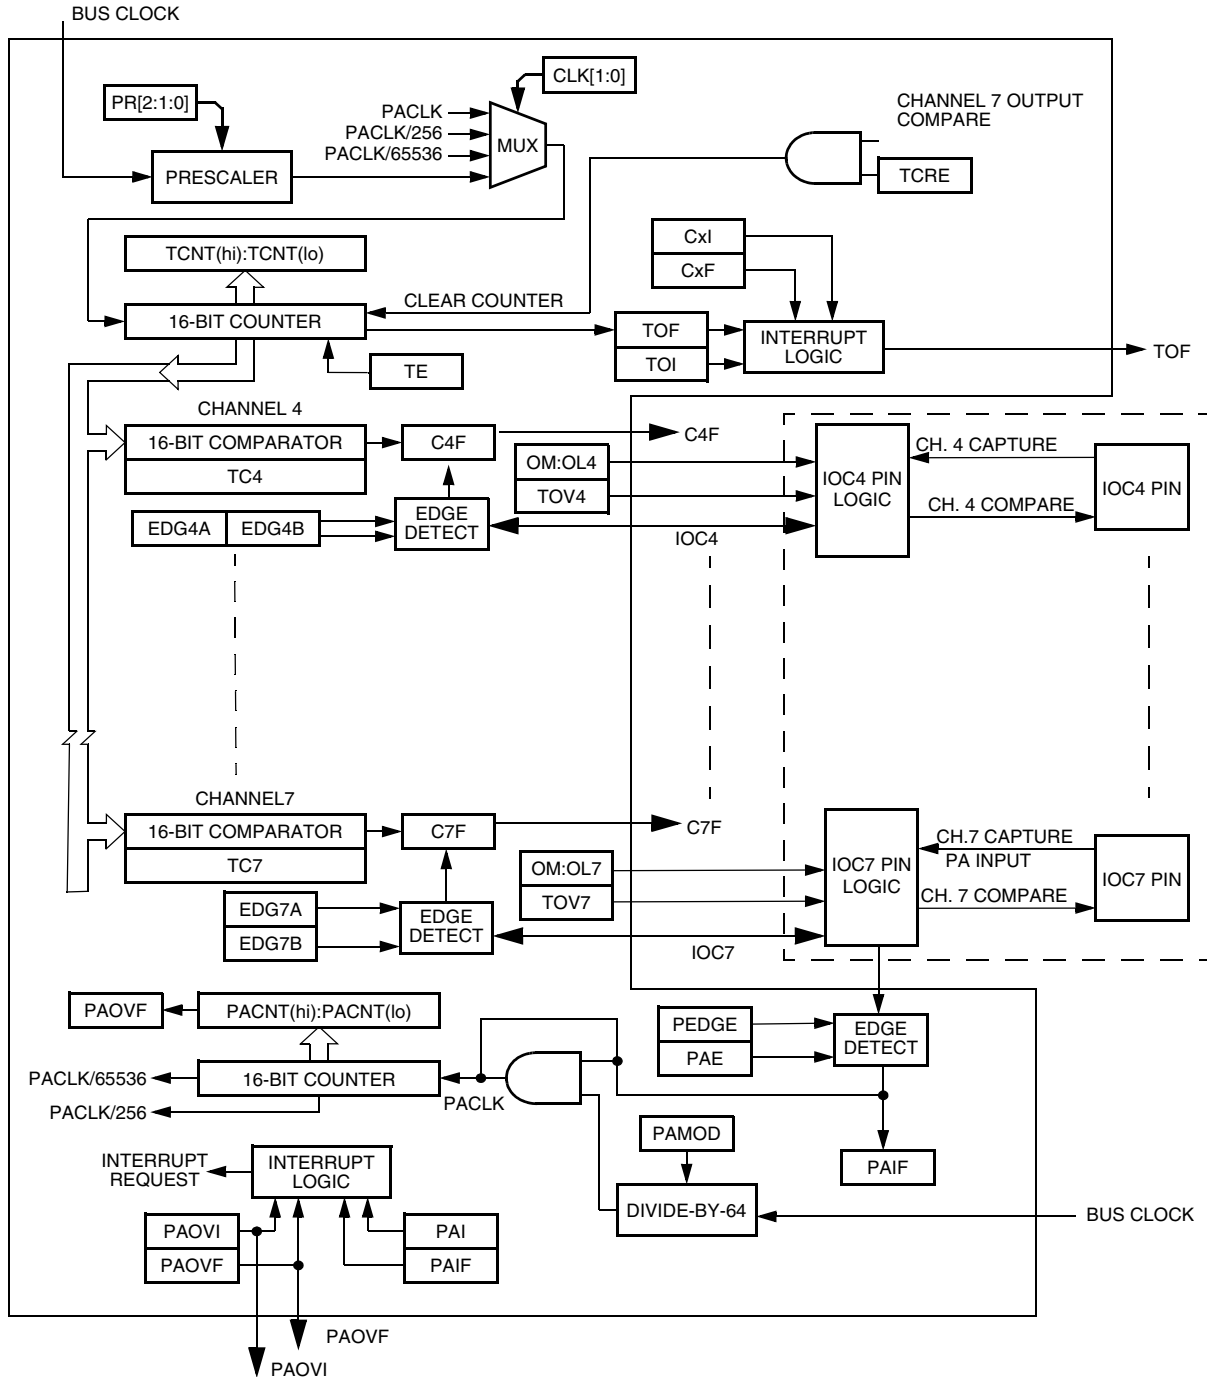 BUS CLOCK
CLK[1:0]
PR[2:1:0]
PACLK
PACLK/256
PACLK/65536
MUX
PRESCALER
CHANNEL 7 OUTPUT
COMPARE
TCRE
TCNT(hi):TCNT(lo)
CxI
CxF
CLEAR COUNTER
16-BIT COUNTER
TOF
TOI
INTERRUPT
LOGIC
TOF
TE
CHANNEL 4
16-BIT COMPARATOR
TC4
C4F
C4F
OM:OL4
TOV4
IOC4 PIN
LOGIC
CH. 4 CAPTURE
CH. 4 COMPARE
IOC4 PIN
EDG4A
EDG4B
EDGE
DETECT
IOC4
CHANNEL7
16-BIT COMPARATOR
TC7
C7F
C7F
OM:OL7
TOV7
IOC7 PIN
LOGIC
CH.7 CAPTURE
PA INPUT
CH. 7 COMPARE
IOC7 PIN
EDG7A
EDG7B
EDGE
DETECT
IOC7
PAOVF
PACNT(hi):PACNT(lo)
PEDGE
PAE
EDGE
DETECT
PACLK/65536
16-BIT COUNTER
PACLK
PACLK/256
PAMOD
PAIF
INTERRUPT
REQUEST
INTERRUPT
LOGIC
DIVIDE-BY-64
BUS CLOCK
PAOVI
PAOVF
PAI
PAIF
PAOVF
PAOVI